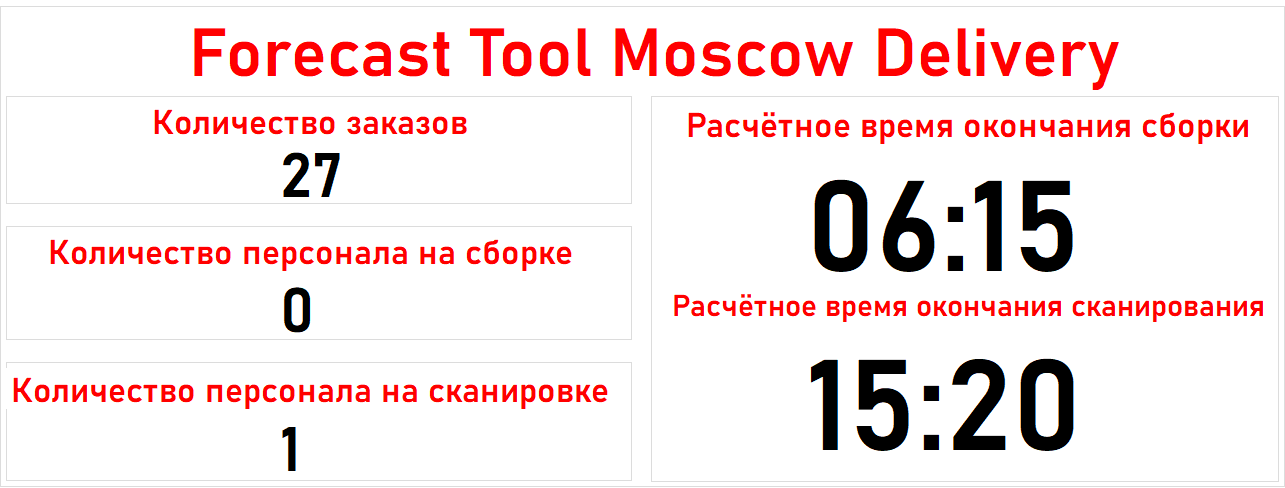 Forecast Tool Moscow Delivery
Количество заказов
27
Количество персонала на сборке
0
Количество персонала на сканировке
1
Расчётное время окончания сборки
06:15
Расчётное время окончания сканирования
15:20